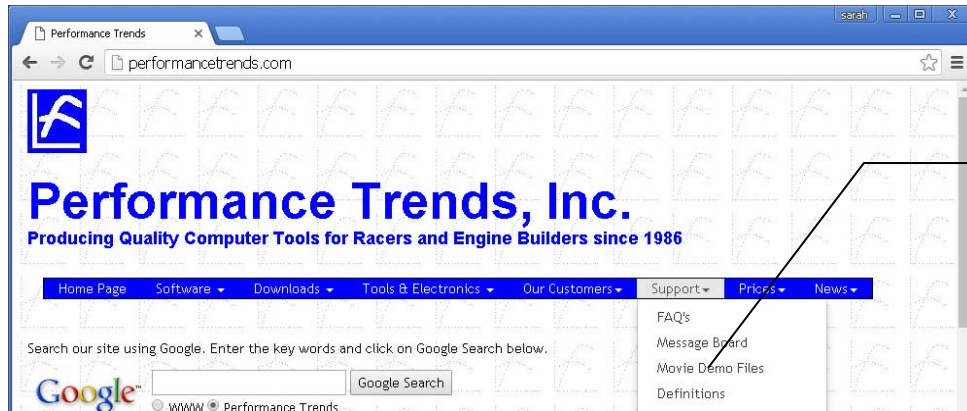 sarah
Performance Trends
performancetrends.com
Performance Trends, Inc.
Producing Quality Computer Tools for Racers and Engine Builders since 1986
Home Page Software Downloads Tools & Electronics Our Customers Support Prices News
FAQ's
Message Board
Search our site using Google. Enter the key words and click on Google Search below.
Movie Demo Files
Google™ Google Search
Definitions
WWW Performance Trends